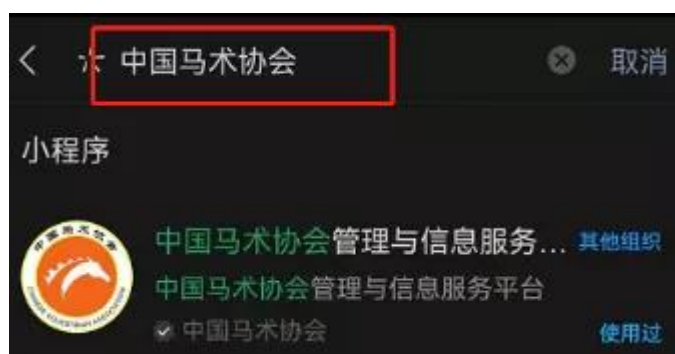 中国马术协会 取消
小程序
中国马术协会管理与信息服务... 其他组织
中国马术协会管理与信息服务平台
中国马术协会 使用过